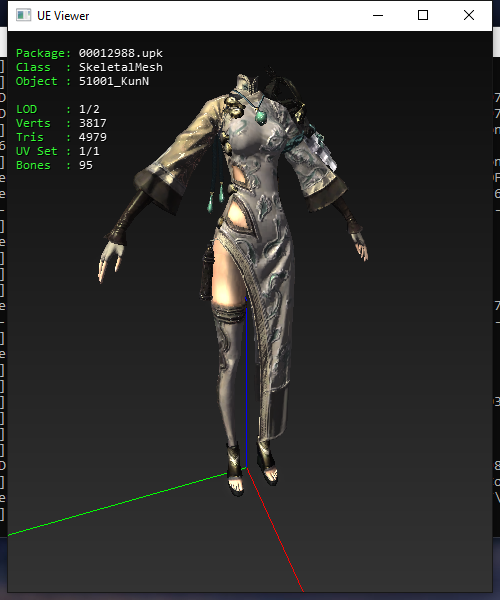 UE Viewer
Package: 00012988.upk
Class  : SkeletalMesh
Object : 51001_KunN
LOD    : 1/2
Verts  : 3817
Tris   : 4979
UV Set : 1/1
Bones  : 95